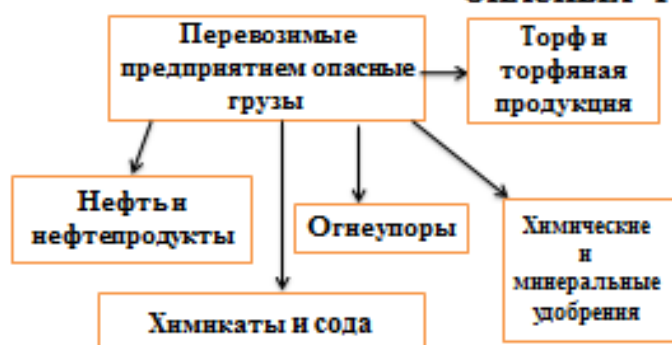 Перевозимые
предприятием опасные
грузы
Торф и
торфяная
продукция
Нефть и
нефтепродукты
Огнеупоры
Химические
и
минеральные
удобрения
Химикаты и сода